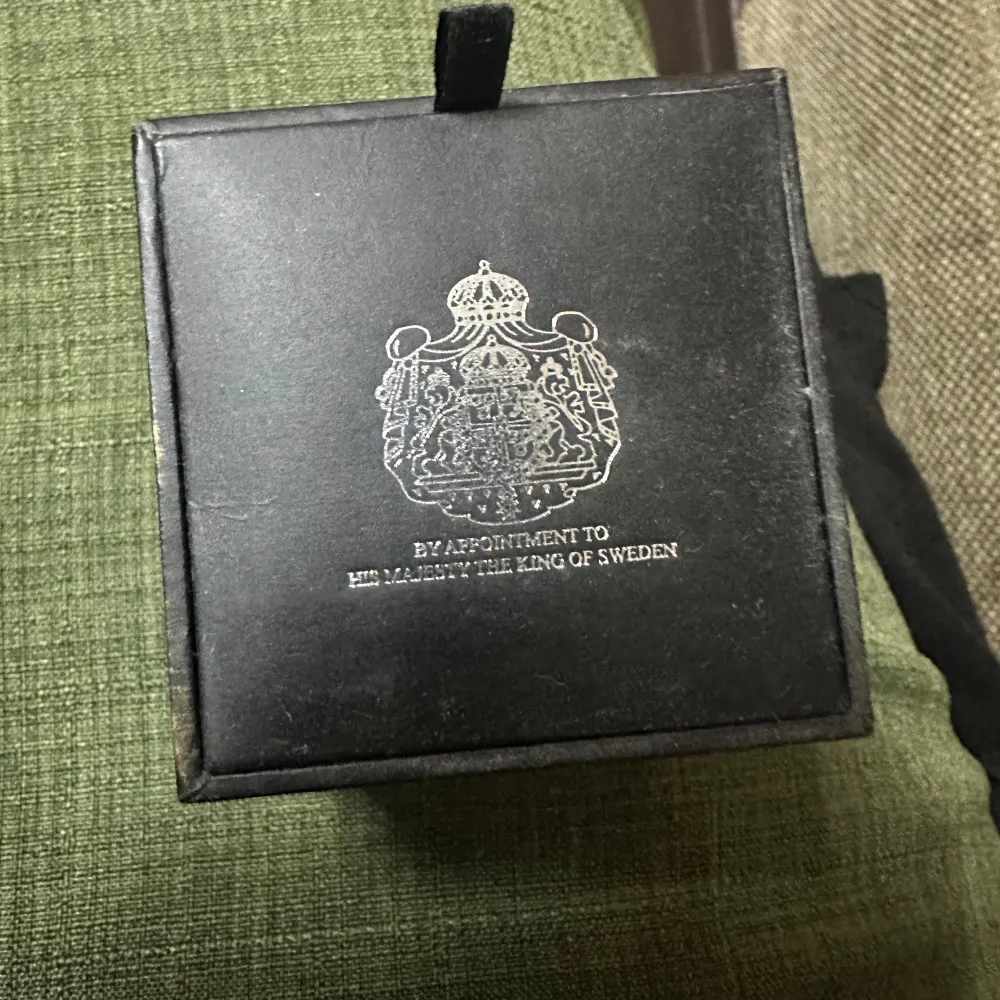 BY APPOINTMENT TO
HIS MAJESTY THE KING OF SWEDEN